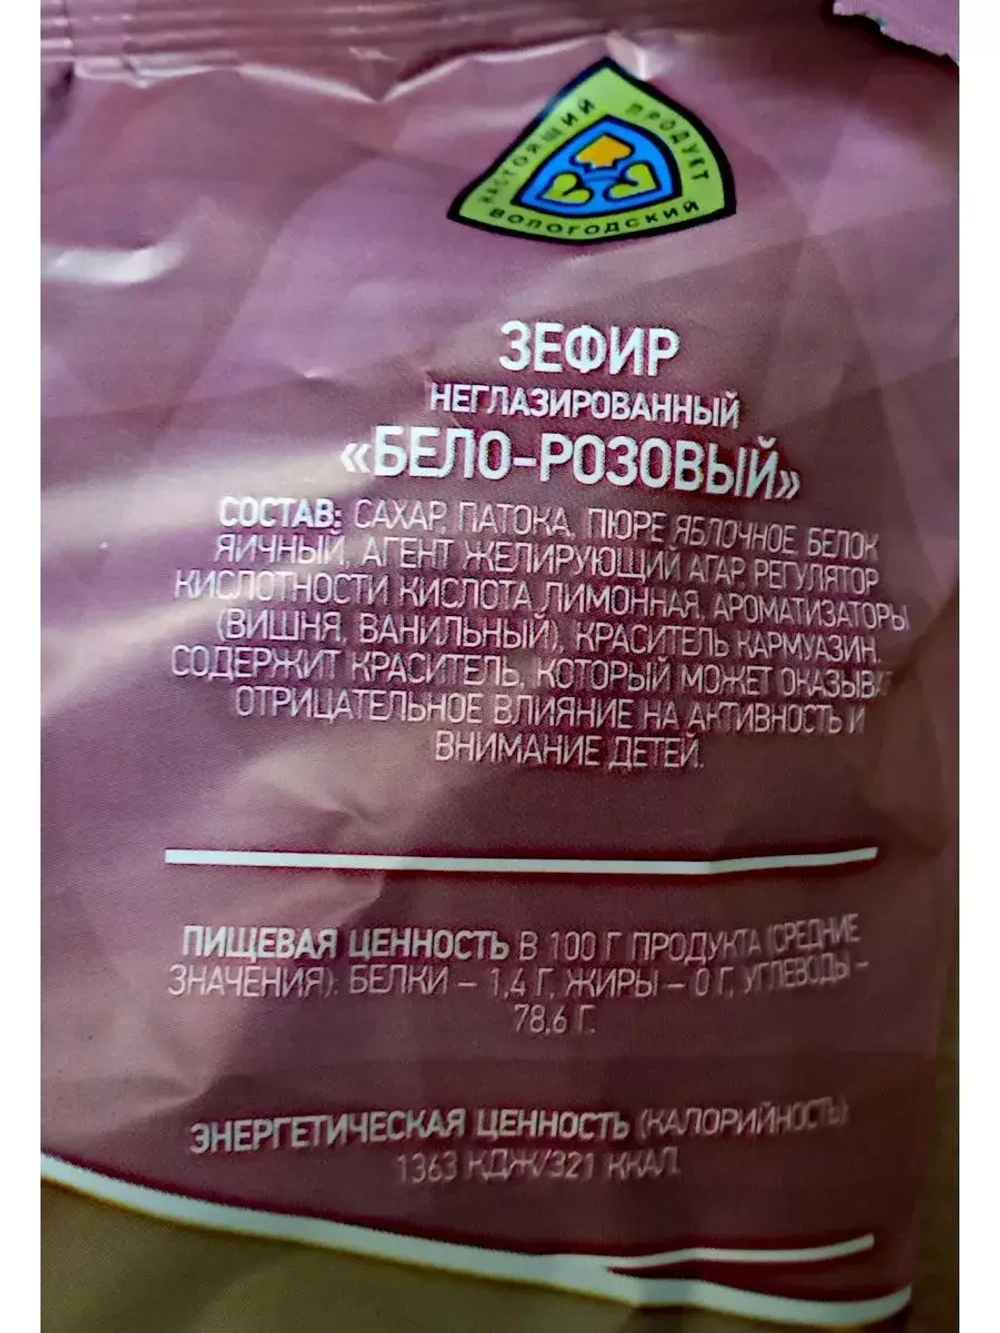 НАСТОЯЩИЙ ПРОДУКТ
ВОЛОГОДСКИЙ
ЗЕФИР
НЕГЛАЗИРОВАННЫЙ
«БЕЛО-РОЗОВЫЙ»
СОСТАВ: САХАР, ПАТОКА, ПЮРЕ ЯБЛОЧНОЕ, БЕЛОК
ЯИЧНЫЙ, АГЕНТ ЖЕЛИРУЮЩИЙ АГАР, РЕГУЛЯТОР
КИСЛОТНОСТИ КИСЛОТА ЛИМОННАЯ, АРОМАТИЗАТОРЫ
(ВИШНЯ, ВАНИЛЬНЫЙ), КРАСИТЕЛЬ КАРМУАЗИН.
СОДЕРЖИТ КРАСИТЕЛЬ, КОТОРЫЙ МОЖЕТ ОКАЗЫВАТ
ОТРИЦАТЕЛЬНОЕ ВЛИЯНИЕ НА АКТИВНОСТЬ И
ВНИМАНИЕ ДЕТЕЙ.
ПИЩЕВАЯ ЦЕННОСТЬ В 100 Г ПРОДУКТА (СРЕДНИЕ
ЗНАЧЕНИЯ): БЕЛКИ – 1,4 Г, ЖИРЫ – 0 Г, УГЛЕВОДЫ –
78,6 Г.
ЭНЕРГЕТИЧЕСКАЯ ЦЕННОСТЬ (КАЛОРИЙНОСТЬ)
1363 КДЖ/321 ККАЛ.